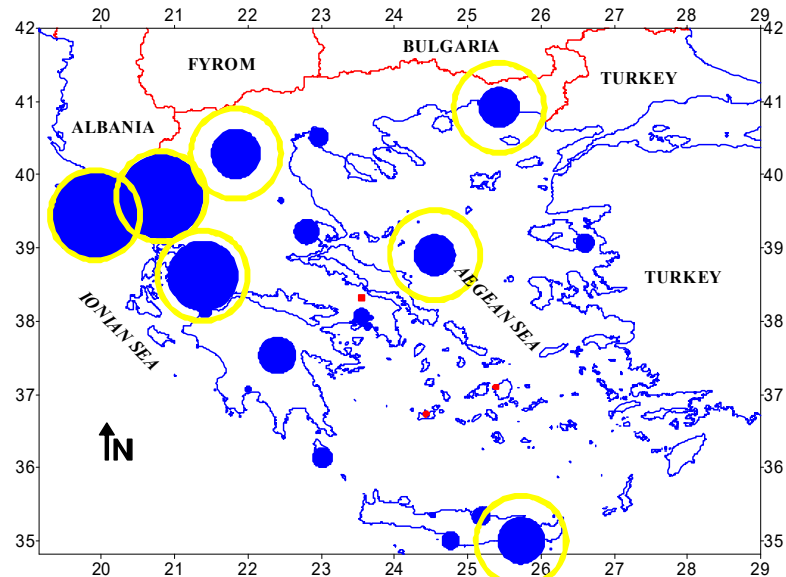 20 21 22 23 24 25 26 27 28 29
42 42
BULGARIA
FYROM
TURKEY
41 41
ALBANIA
40 40
39 39
TURKEY
AEGEAN SEA
IONIAN SEA
38 38
37 37
N
36 36
35 35
20 21 22 23 24 25 26 27 28 29